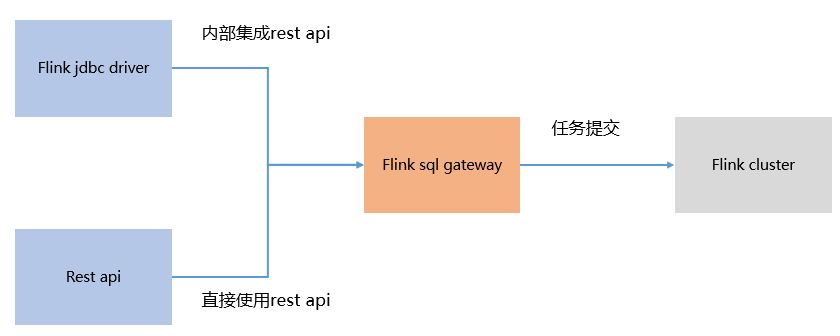 内部集成rest api
Flink jdbc driver
任务提交
Flink sql gateway
Flink cluster
Rest api
直接使用rest api